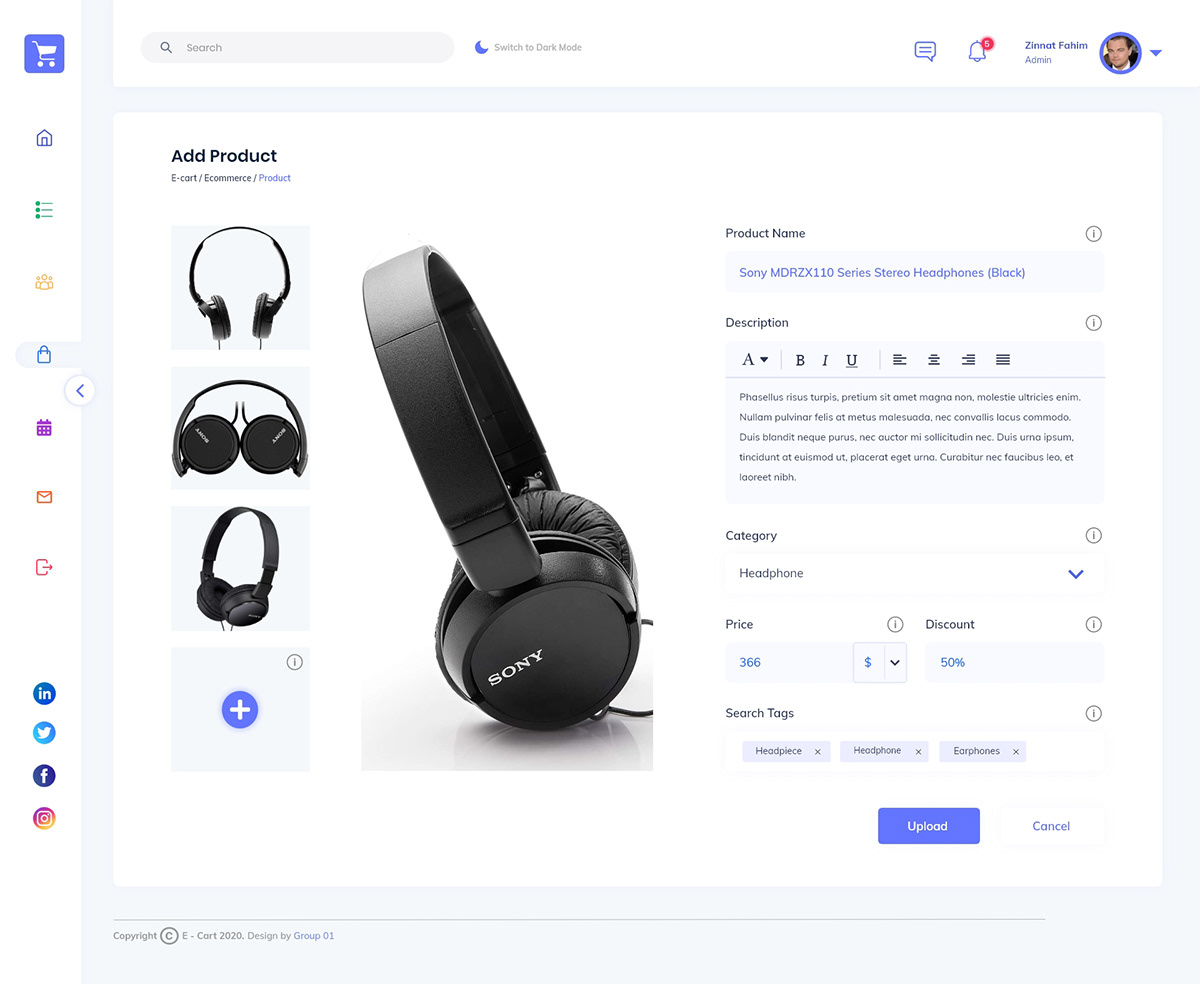 Search
Switch to Dark Mode
5
Zinnat Fahim
Admin
Add Product
E-cart / Ecommerce / Product
SONY
SONY
SONY
SONY
Product Name
Sony MDRZX110 Series Stereo Headphones (Black)
Description
A
B I U
Phasellus risus turpis, pretium sit amet magna non, molestie ultricies enim.
Nullam pulvinar felis at metus malesuada, nec convallis lacus commodo.
Duis blandit neque purus, nec auctor mi sollicitudin nec. Duis urna ipsum,
tincidunt at euismod ut, placerat eget urna. Curabitur nec faucibus leo, et
laoreet nibh.
Category
Headphone
Price
Discount
366
$
50%
Search Tags
Headpiece ×
Headphone ×
Earphones ×
Upload
Cancel
in
f
Copyright © E - Cart 2020. Design by Group 01